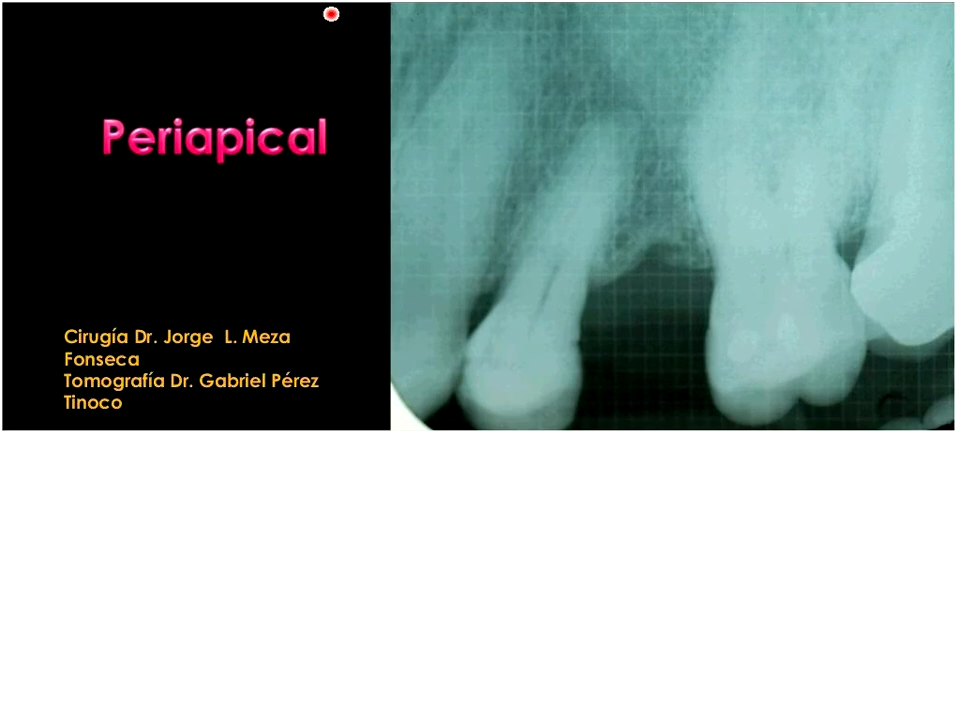 Periapical
Cirugía Dr. Jorge L. Meza
Fonseca
Tomografía Dr. Gabriel Pérez
Tinoco